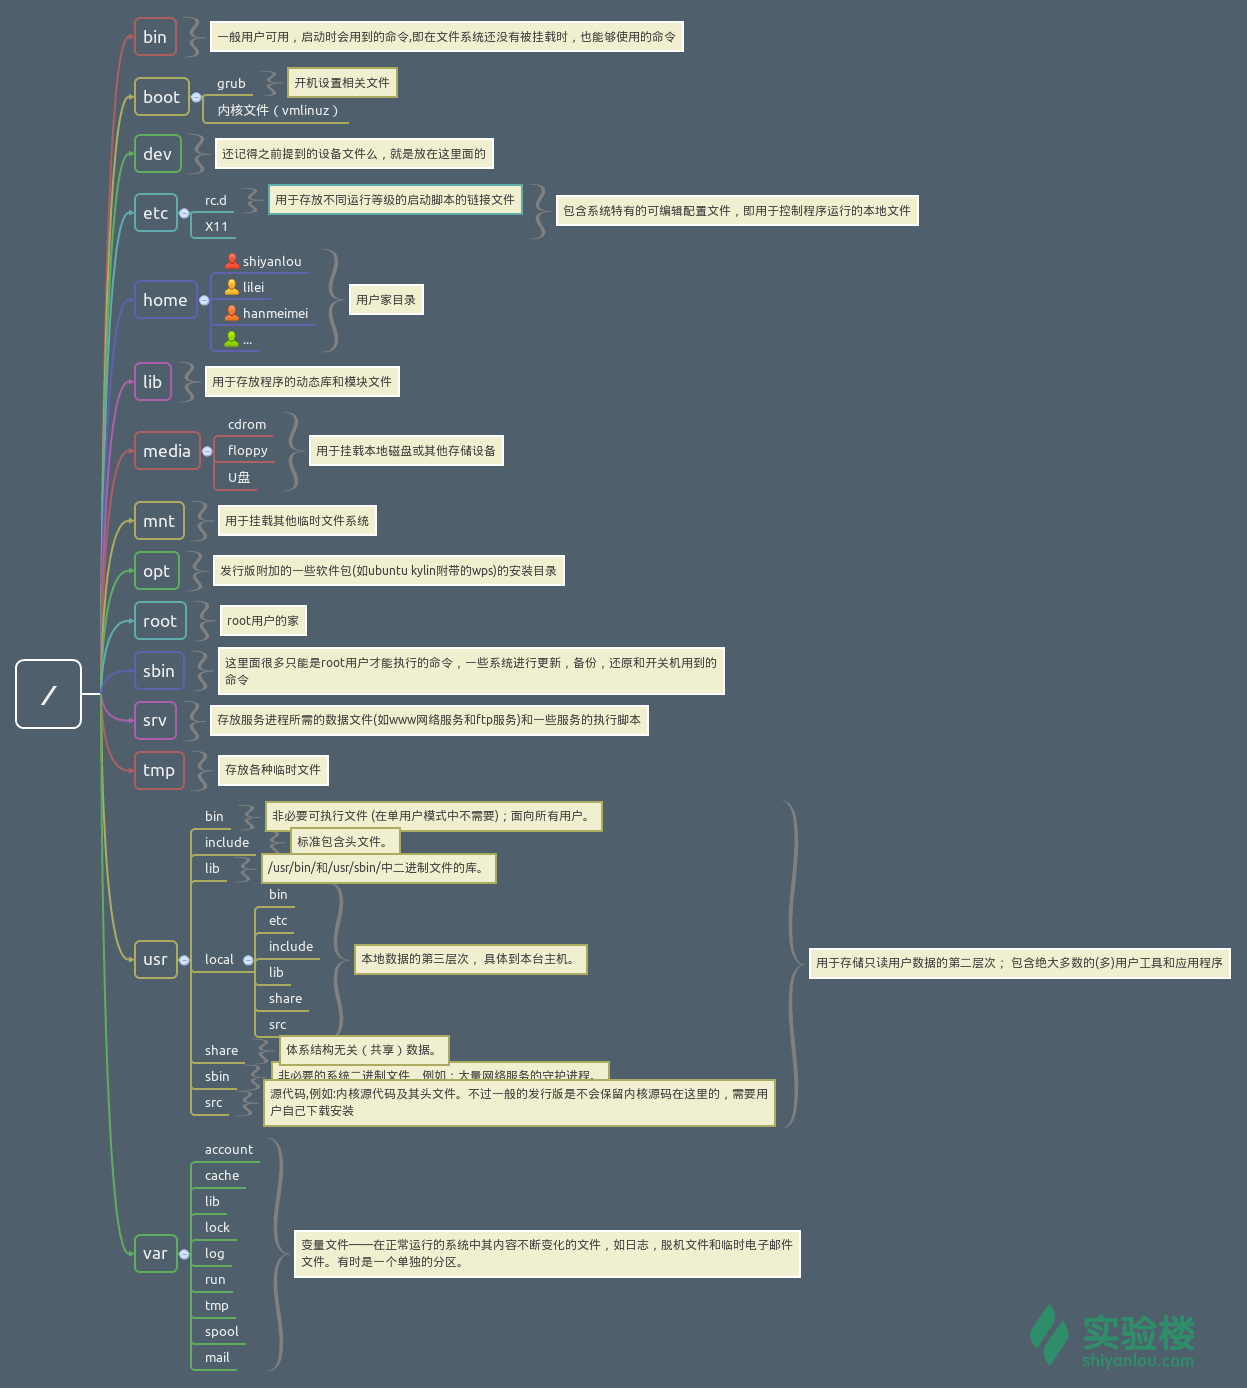 /
bin
一般用户可用，启动时会用到的命令,即在文件系统还没有被挂载时，也能够使用的命令
boot
grub
开机设置相关文件
内核文件（vmlinuz）
dev
还记得之前提到的设备文件么，就是放在这里面的
etc
rc.d
用于存放不同运行等级的启动脚本的链接文件
X11
包含系统特有的可编辑配置文件，即用于控制程序运行的本地文件
home
shiyanlou
lilei
hanmeimei
...
用户家目录
lib
用于存放程序的动态库和模块文件
media
cdrom
floppy
U盘
用于挂载本地磁盘或其他存储设备
mnt
用于挂载其他临时文件系统
opt
发行版附加的一些软件包(如ubuntu kylin附带的wps)的安装目录
root
root用户的家
sbin
这里面很多只能是root用户才能执行的命令，一些系统进行更新，备份，还原和开关机用到的
命令
srv
存放服务进程所需的数据文件(如www网络服务和ftp服务)和一些服务的执行脚本
tmp
存放各种临时文件
usr
bin
非必要可执行文件 (在单用户模式中不需要)；面向所有用户。
include
标准包含头文件。
lib
/usr/bin/和/usr/sbin/中二进制文件的库。
local
bin
etc
include
lib
share
src
本地数据的第三层次， 具体到本台主机。
share
体系结构无关（共享）数据。
sbin
非必要的系统二进制文件，例如：大量网络服务的守护进程。
src
源代码,例如:内核源代码及其头文件。不过一般的发行版是不会保留内核源码在这里的，需要用
户自己下载安装
用于存储只读用户数据的第二层次； 包含绝大多数的(多)用户工具和应用程序
var
account
cache
lib
lock
log
run
tmp
spool
mail
变量文件——在正常运行的系统中其内容不断变化的文件，如日志，脱机文件和临时电子邮件
文件。有时是一个单独的分区。
实验楼
shiyanlou.com